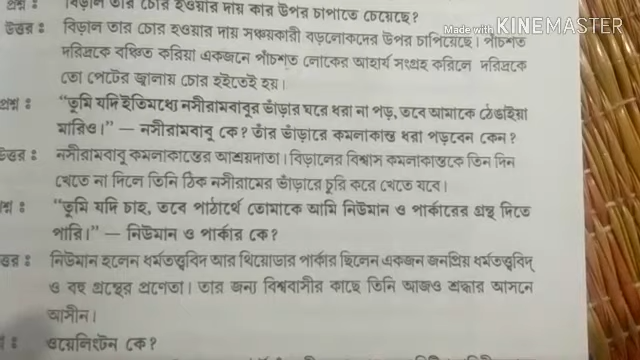 প্রশ্ন : বিড়াল তার চোর হওয়ার দায় কার উপর চাপাতে চেয়েছে?
Made with KINEMASTER
উত্তর : বিড়াল তার চোর হওয়ার দায় সঞ্চয়কারী বড়লোকদের উপর চাপিয়েছে। পাঁচশত
দরিদ্রকে বঞ্চিত করিয়া একজনে পাঁচশত লোকের আহার্য সংগ্রহ করিলে দরিদ্রকে
তো পেটের জ্বালায় চোর হইতেই হয়।
প্রশ্ন : “তুমি যদি ইতিমধ্যে নসীরামবাবুর ভাঁড়ার ঘরে ধরা না পড়, তবে আমাকে ঠেঙাইয়া
মারিও।” — নসীরামবাবু কে? তাঁর ভাঁড়ারে কমলাকান্ত ধরা পড়বেন কেন?
উত্তর : নসীরামবাবু কমলাকান্তের আশ্রয়দাতা। বিড়ালের বিশ্বাস কমলাকান্তকে তিন দিন
খেতে না দিলে তিনি ঠিক নসীরামের ভাঁড়ারে চুরি করে খেতে যাবে।
শ্ন : “তুমি যদি চাহ, তবে পাঠার্থে তোমাকে আমি নিউমান ও পার্কারের গ্রন্থ দিতে
পারি।” — নিউমান ও পার্কার কে?
ত্তর : নিউমান হলেন ধর্মতত্ত্ববিদ আর থিয়োডার পার্কার ছিলেন একজন জনপ্রিয় ধর্মতত্ত্ববিদ্
ও বহু গ্রন্থের প্রণেতা। তার জন্য বিশ্ববাসীর কাছে তিনি আজও শ্রদ্ধার আসনে
আসীন।
: ওয়েলিংটন কে?